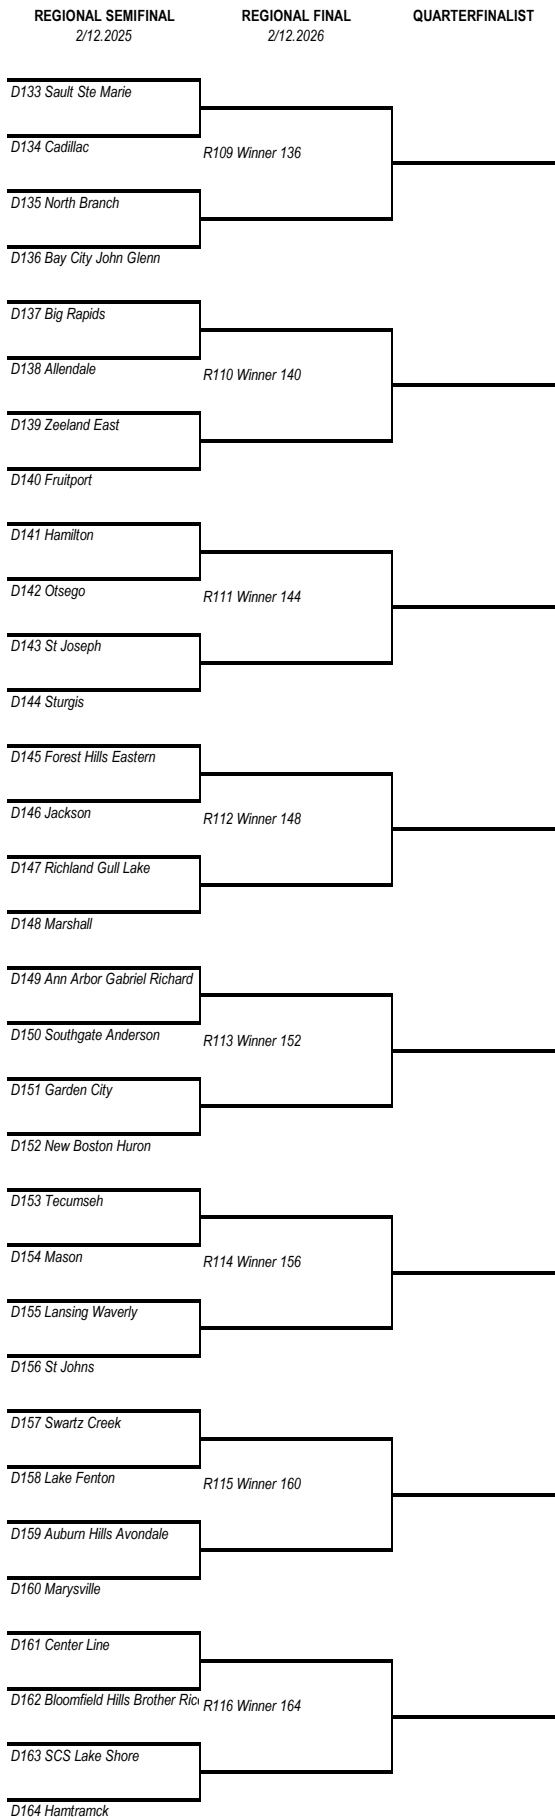 REGIONAL SEMIFINAL REGIONAL FINAL QUARTERFINALIST
2/12.2025 2/12.2026
D133 Sault Ste Marie
D134 Cadillac
R109 Winner 136
D135 North Branch
D136 Bay City John Glenn
D137 Big Rapids
D138 Allendale
R110 Winner 140
D139 Zeeland East
D140 Fruitport
D141 Hamilton
D142 Otsego
R111 Winner 144
D143 St Joseph
D144 Sturgis
D145 Forest Hills Eastern
D146 Jackson
R112 Winner 148
D147 Richland Gull Lake
D148 Marshall
D149 Ann Arbor Gabriel Richard
D150 Southgate Anderson
R113 Winner 152
D151 Garden City
D152 New Boston Huron
D153 Tecumseh
D154 Mason
R114 Winner 156
D155 Lansing Waverly
D156 St Johns
D157 Swartz Creek
D158 Lake Fenton
R115 Winner 160
D159 Auburn Hills Avondale
D160 Marysville
D161 Center Line
D162 Bloomfield Hills Brother Ric
R116 Winner 164
D163 SCS Lake Shore
D164 Hamtramck